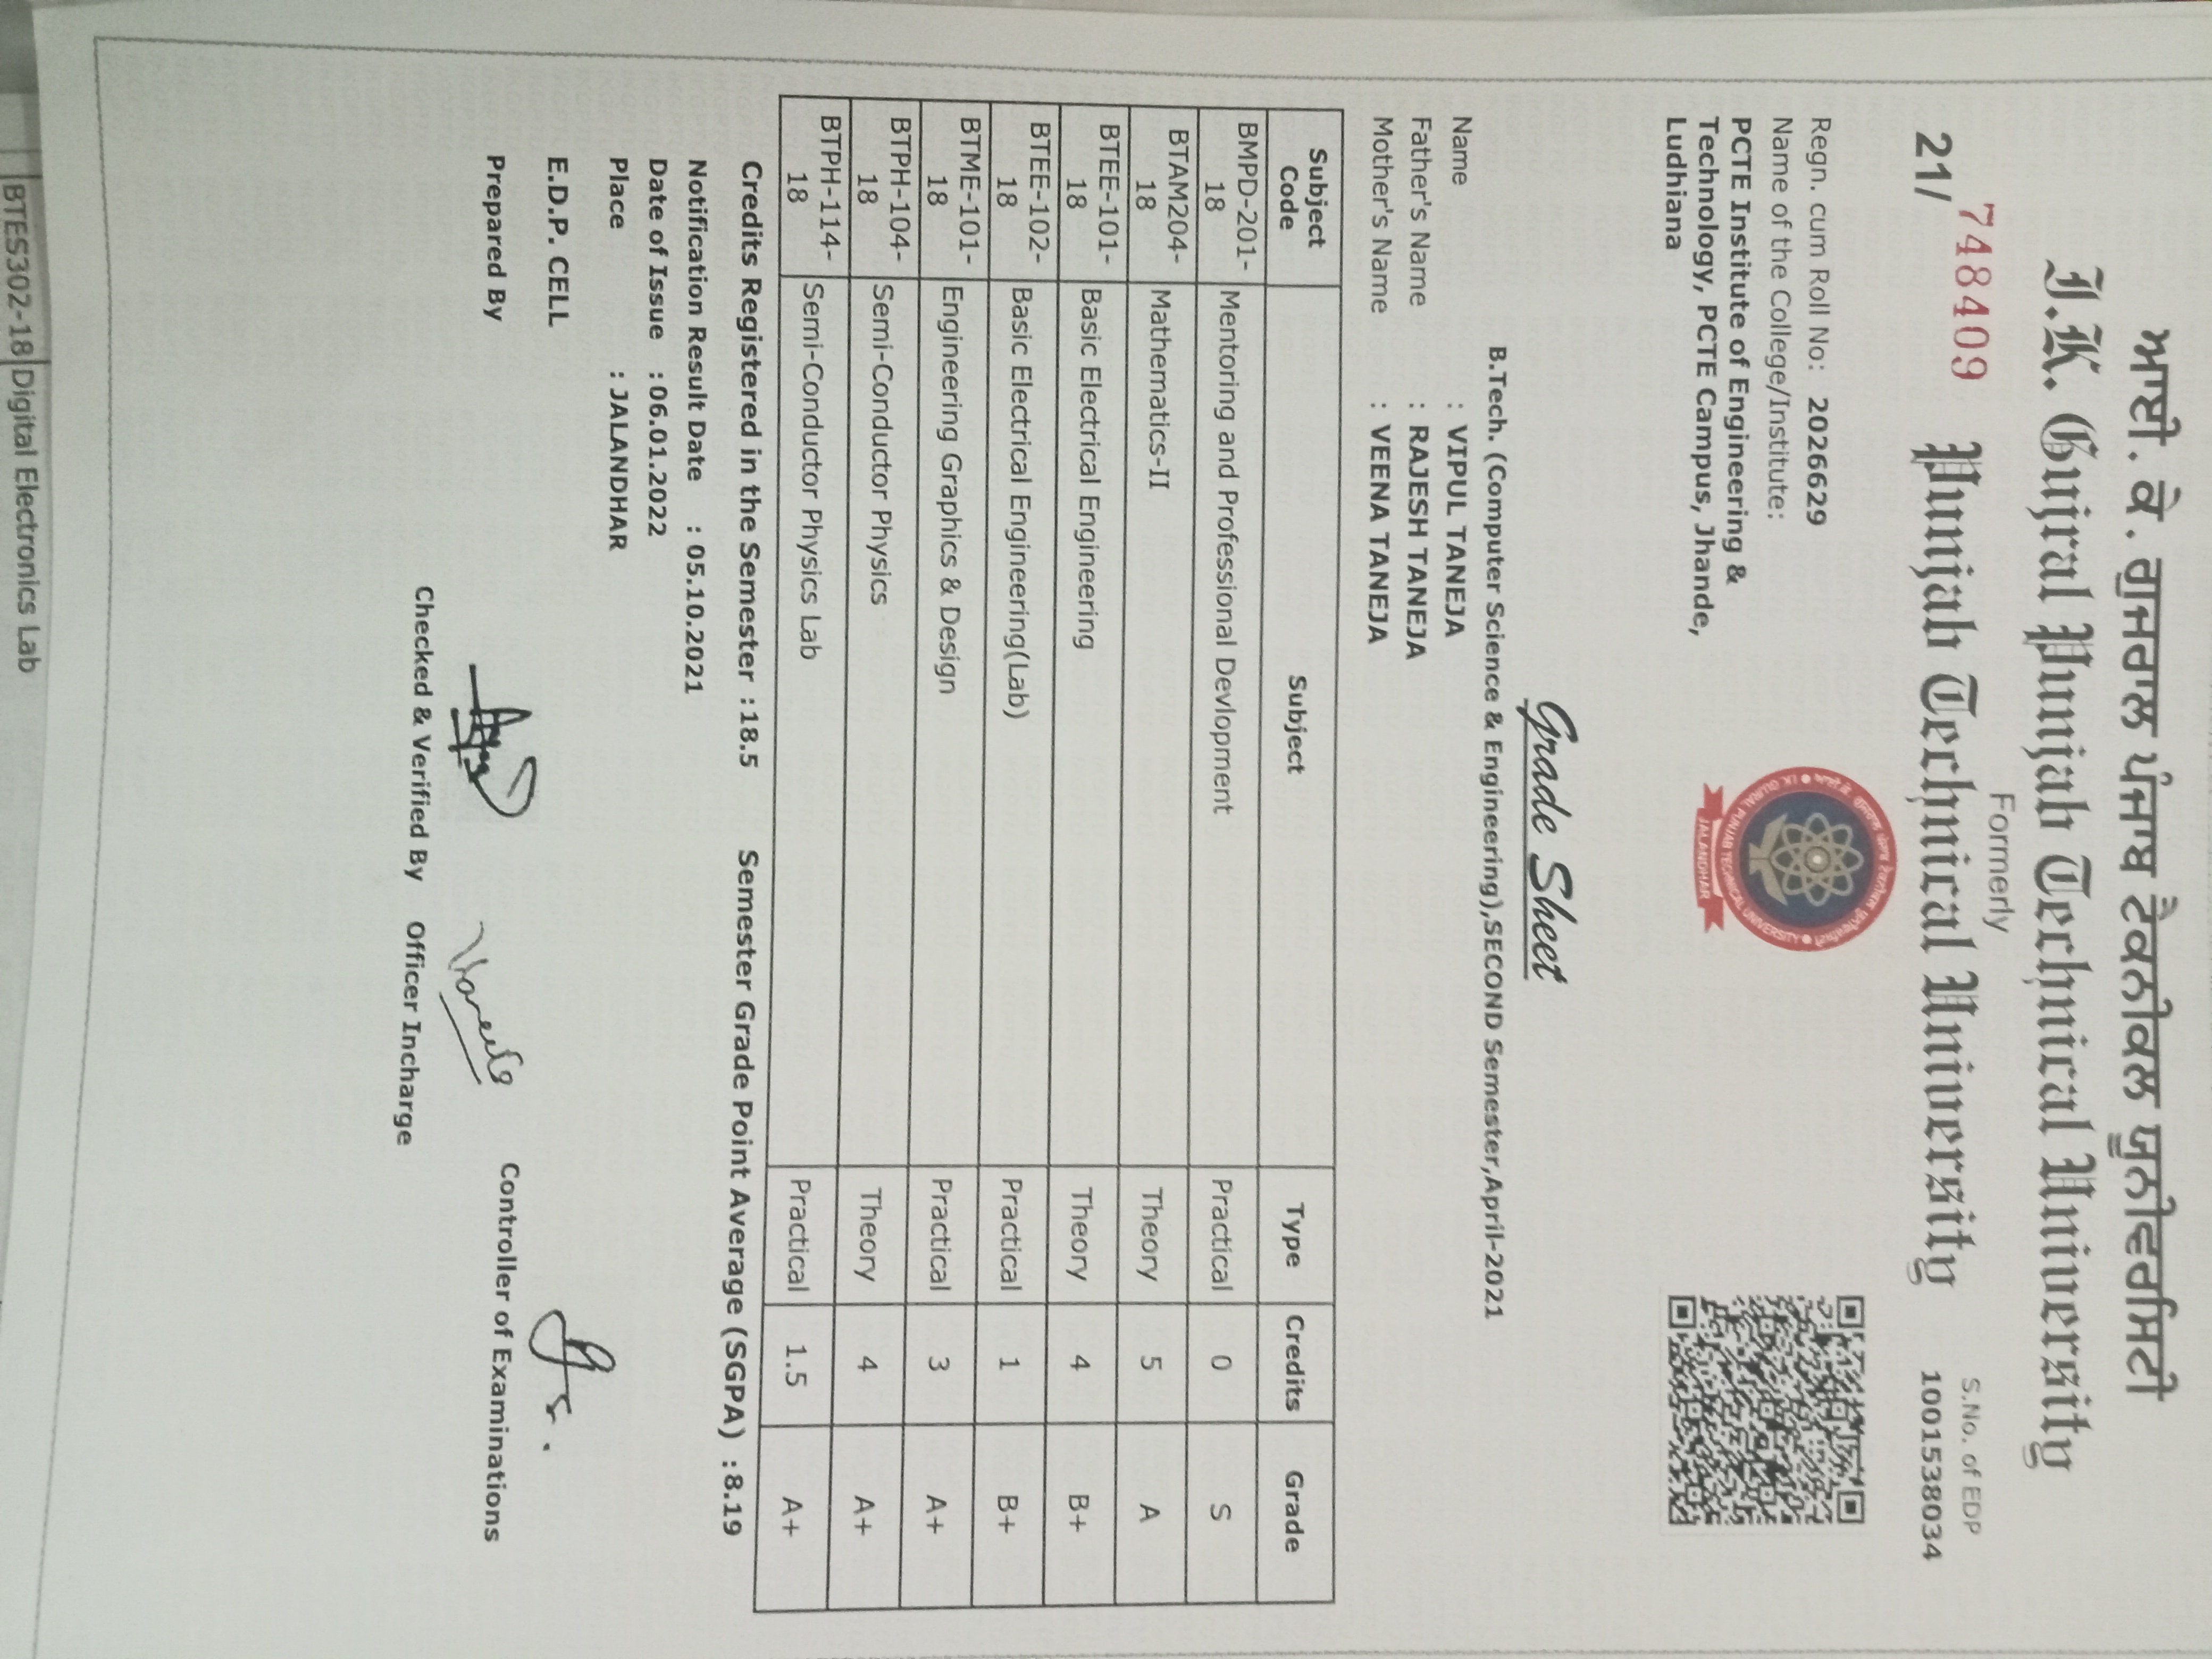 ਆਈ. ਕੇ. ਗੁਜਰਾਲ ਪੰਜਾਬ ਟੈਕਨੀਕਲ ਯੂਨੀਵਰਸਿਟੀ
I.K. Gujral Punjab Technical University
Formerly
21/ 748409 Punjab Technical University
S.No. of EDP
1001538034
Regn. cum Roll No: 2026629
Name of the College/Institute:
PCTE Institute of Engineering &
Technology, PCTE Campus, Jhande,
Ludhiana
IK GUJRAL PUNJAB TECHNICAL UNIVERSITY
JALANDHAR
Grade Sheet
B.Tech. (Computer Science & Engineering),SECOND Semester,April-2021
Name : VIPUL TANEJA
Father's Name : RAJESH TANEJA
Mother's Name : VEENA TANEJA
Subject Code Subject Type Credits Grade
BMPD-201-18 Mentoring and Professional Devlopment Practical 0 S
BTAM204-18 Mathematics-II Theory 5 A
BTEE-101-18 Basic Electrical Engineering Theory 4 B+
BTEE-102-18 Basic Electrical Engineering(Lab) Practical 1 B+
BTME-101-18 Engineering Graphics & Design Practical 3 A+
BTPH-104-18 Semi-Conductor Physics Theory 4 A+
BTPH-114-18 Semi-Conductor Physics Lab Practical 1.5 A+
Credits Registered in the Semester :18.5 Semester Grade Point Average (SGPA) :8.19
Notification Result Date : 05.10.2021
Date of Issue : 06.01.2022
Place : JALANDHAR
E.D.P. CELL
Prepared By
Checked & Verified By
Officer Incharge
Controller of Examinations
BTES302-18 Digital Electronics Lab